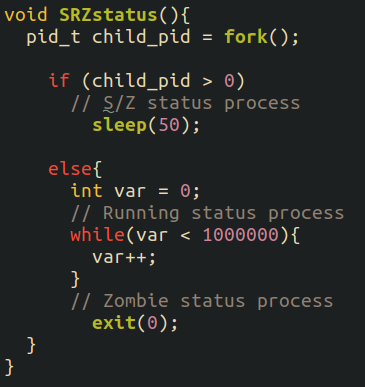 void SRZstatus(){
  pid_t child_pid = fork();

    if (child_pid > 0)
      // S/Z status process
        sleep(50);

    else{
      int var = 0;
      // Running status process
      while(var < 1000000){
        var++;
      }
      // Zombie status process
        exit(0);
  }
}